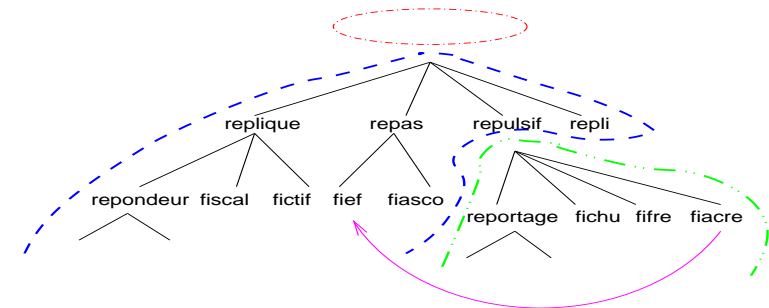 replique repas repulsif repli
repondeur fiscal fictif fief fiasco
reportage fichu fifre fiacre